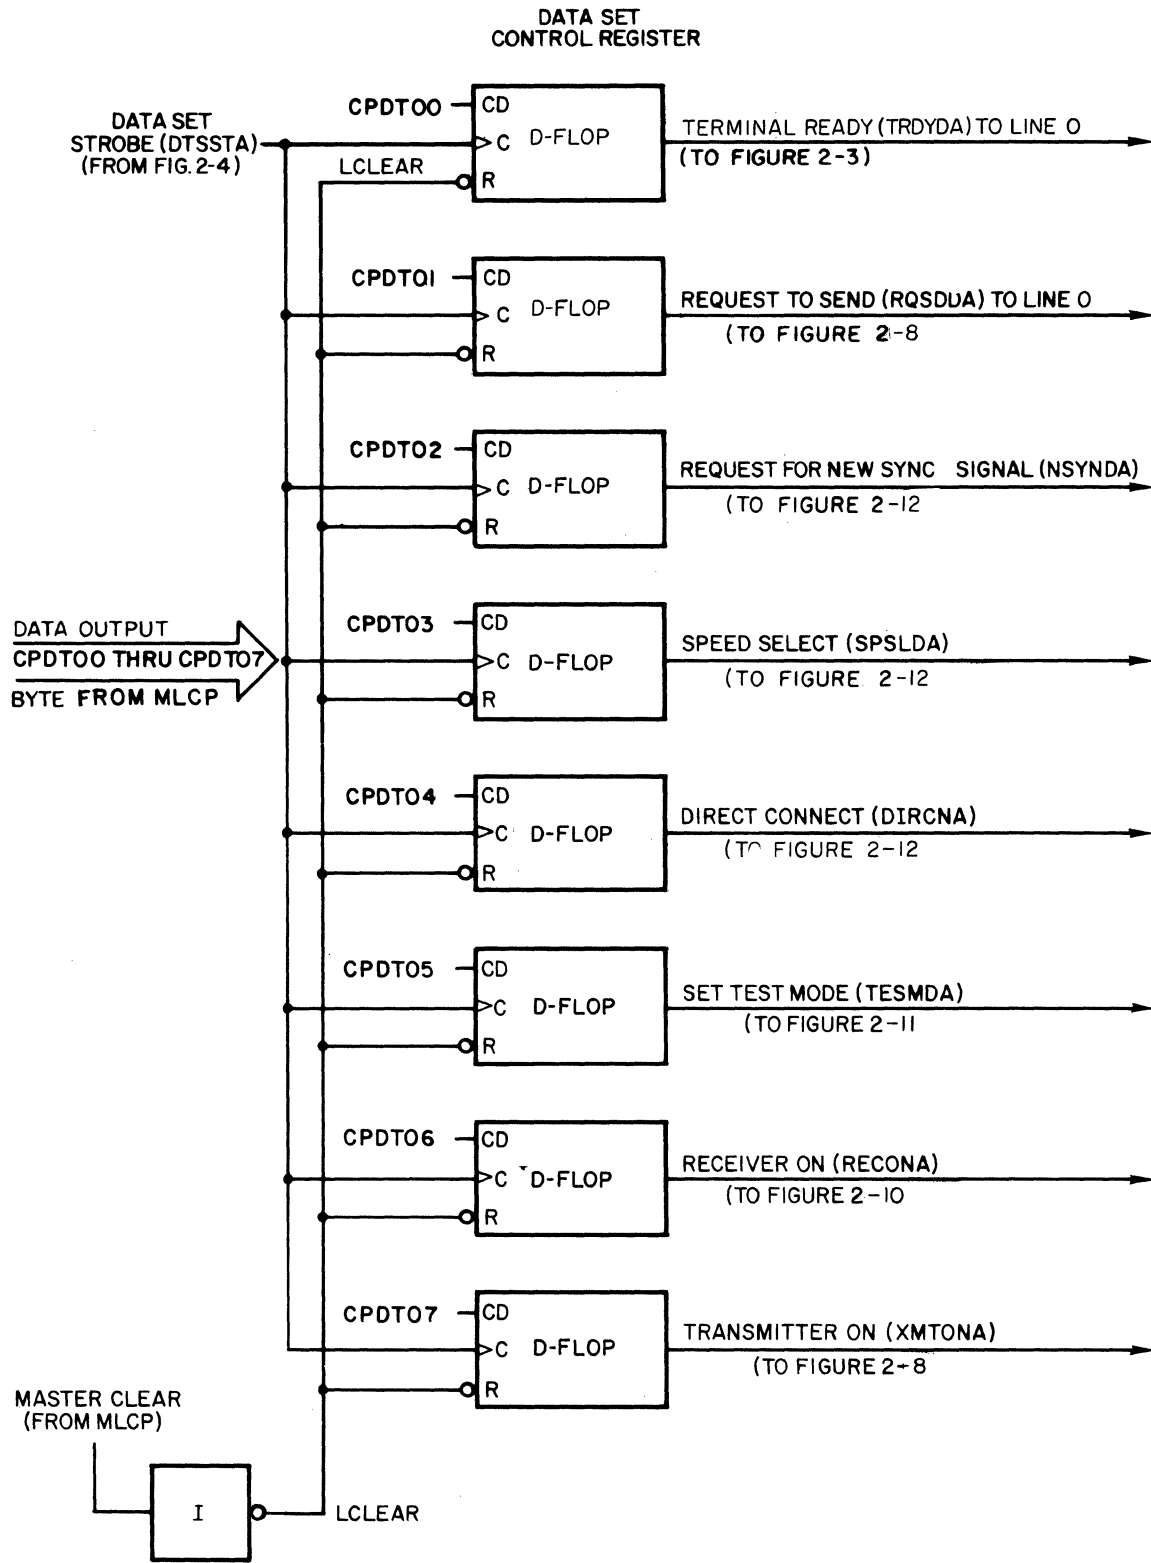 DATA SET
CONTROL REGISTER
CPDT00
CD
DATA SET
STROBE (DTSSTA)
(FROM FIG. 2-4)
C
D-FLOP
TERMINAL READY (TRDYDA) TO LINE 0
(TO FIGURE 2-3)
LCLEAR
R
CPDT01
CD
C
D-FLOP
REQUEST TO SEND (RQSDDA) TO LINE 0
(TO FIGURE 2-8
R
CPDT02
CD
C
D-FLOP
REQUEST FOR NEW SYNC SIGNAL (NSYNDA)
(TO FIGURE 2-12
R
CPDT03
CD
DATA OUTPUT
CPDT00 THRU CPDT07
BYTE FROM MLCP
C
D-FLOP
SPEED SELECT (SPSLDA)
(TO FIGURE 2-12
R
CPDT04
CD
C
D-FLOP
DIRECT CONNECT (DIRCNA)
(TO FIGURE 2-12
R
CPDT05
CD
C
D-FLOP
SET TEST MODE (TESMDA)
(TO FIGURE 2-11
R
CPDT06
CD
C
D-FLOP
RECEIVER ON (RECONA)
(TO FIGURE 2-10
R
CPDT07
CD
C
D-FLOP
TRANSMITTER ON (XMTONA)
(TO FIGURE 2-8
R
MASTER CLEAR
(FROM MLCP)
I
LCLEAR